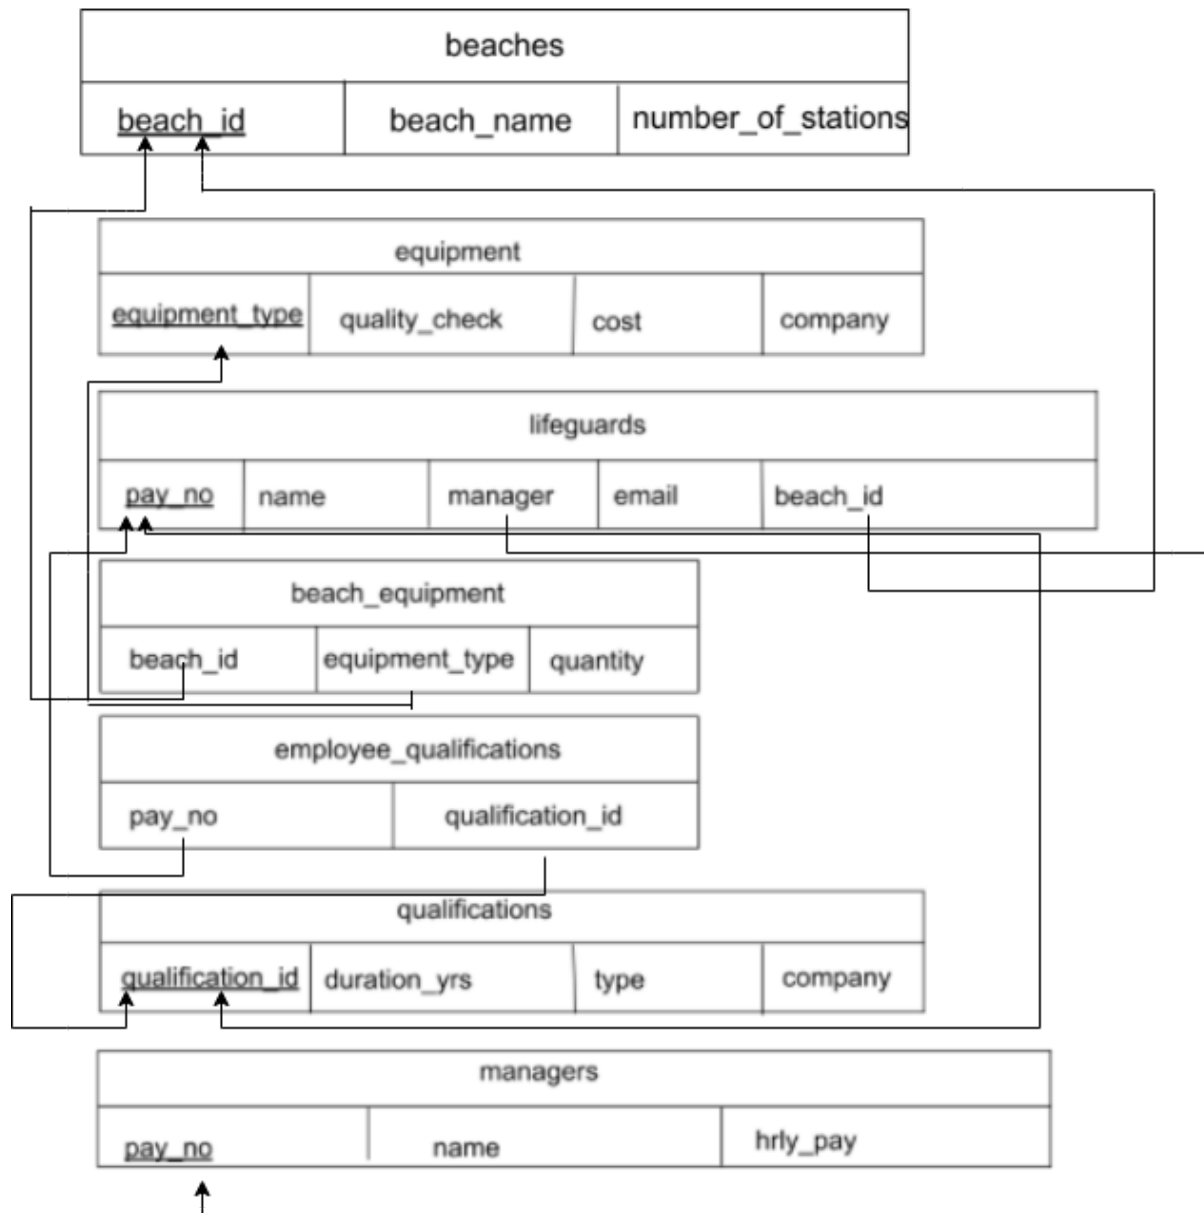 beaches
beach_id beach_name number_of_stations
equipment
equipment_type quality_check cost company
lifeguards
pay_no name manager email beach_id
beach_equipment
beach_id equipment_type quantity
employee_qualifications
pay_no qualification_id
qualifications
qualification_id duration_yrs type company
managers
pay_no name hrly_pay